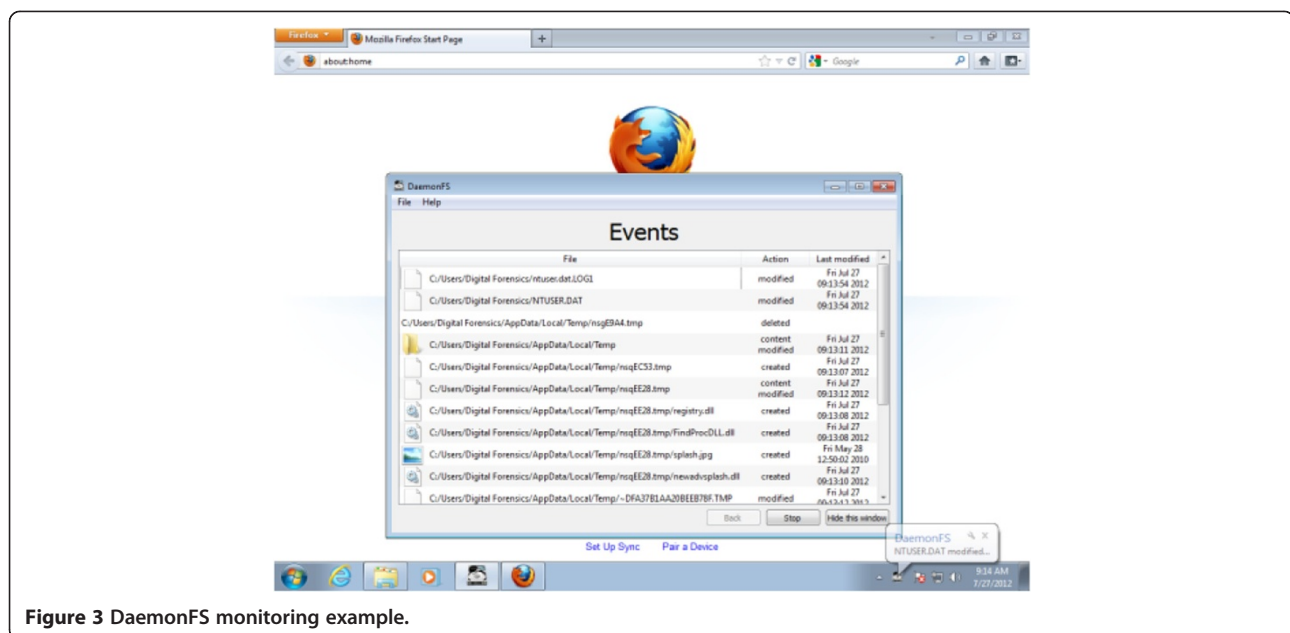 Firefox
Mozilla Firefox Start Page
about:home
Google
DaemonFS
File Help
Events
File Action Last modified
C:/Users/Digital Forensics/ntuser.dat.LOG1 modified Fri Jul 27 09:13:54 2012
C:/Users/Digital Forensics/NTUSER.DAT modified Fri Jul 27 09:13:54 2012
C:/Users/Digital Forensics/AppData/Local/Temp/nsgE9A4.tmp deleted
C:/Users/Digital Forensics/AppData/Local/Temp content modified Fri Jul 27 09:13:11 2012
C:/Users/Digital Forensics/AppData/Local/Temp/nsqEC53.tmp created Fri Jul 27 09:13:07 2012
C:/Users/Digital Forensics/AppData/Local/Temp/nsqEE28.tmp content modified Fri Jul 27 09:13:12 2012
C:/Users/Digital Forensics/AppData/Local/Temp/nsqEE28.tmp/registry.dll created Fri Jul 27 09:13:08 2012
C:/Users/Digital Forensics/AppData/Local/Temp/nsqEE28.tmp/FindProcDLL.dll created Fri Jul 27 09:13:08 2012
C:/Users/Digital Forensics/AppData/Local/Temp/nsqEE28.tmp/splash.jpg created Fri May 28 12:50:02 2010
C:/Users/Digital Forensics/AppData/Local/Temp/nsqEE28.tmp/newadvsplash.dll created Fri Jul 27 09:13:10 2012
C:/Users/Digital Forensics/AppData/Local/Temp/~DFA37B1AA20BEEB78F.TMP modified Fri Jul 27
Back Stop Hide this window
Set Up Sync Pair a Device
DaemonFS
NTUSER.DAT modified...
9:14 AM
7/27/2012
Figure 3 DaemonFS monitoring example.